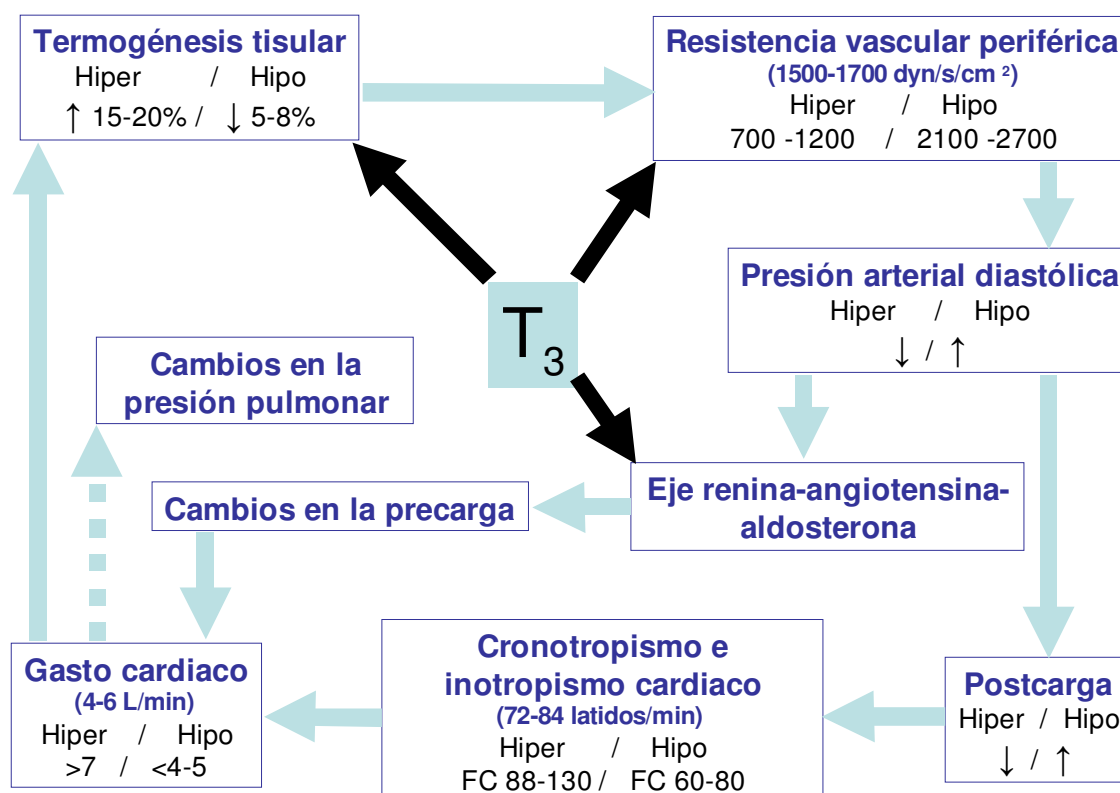 Termogénesis tisular
Hiper / Hipo
↑ 15-20% / ↓ 5-8%
Resistencia vascular periférica
(1500-1700 dyn/s/cm ²)
Hiper / Hipo
700 -1200 / 2100 -2700
T3
Presión arterial diastólica
Hiper / Hipo
↓ / ↑
Cambios en la
presión pulmonar
Eje renina-angiotensina-
aldosterona
Cambios en la precarga
Gasto cardiaco
(4-6 L/min)
Hiper / Hipo
>7 / <4-5
Cronotropismo e
inotropismo cardiaco
(72-84 latidos/min)
Hiper / Hipo
FC 88-130 / FC 60-80
Postcarga
Hiper / Hipo
↓ / ↑